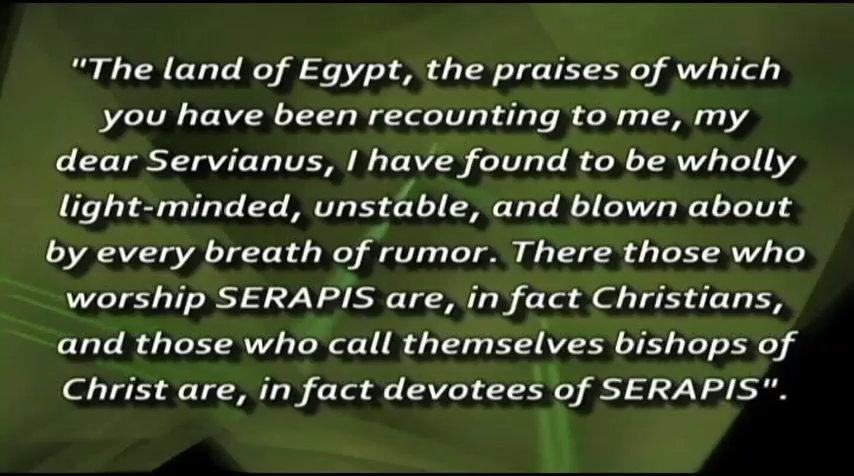 "The land of Egypt, the praises of which
you have been recounting to me, my
dear Servianus, I have found to be wholly
light-minded, unstable, and blown about
by every breath of rumor. There those who
worship SERAPIS are, in fact Christians,
and those who call themselves bishops of
Christ are, in fact devotees of SERAPIS".